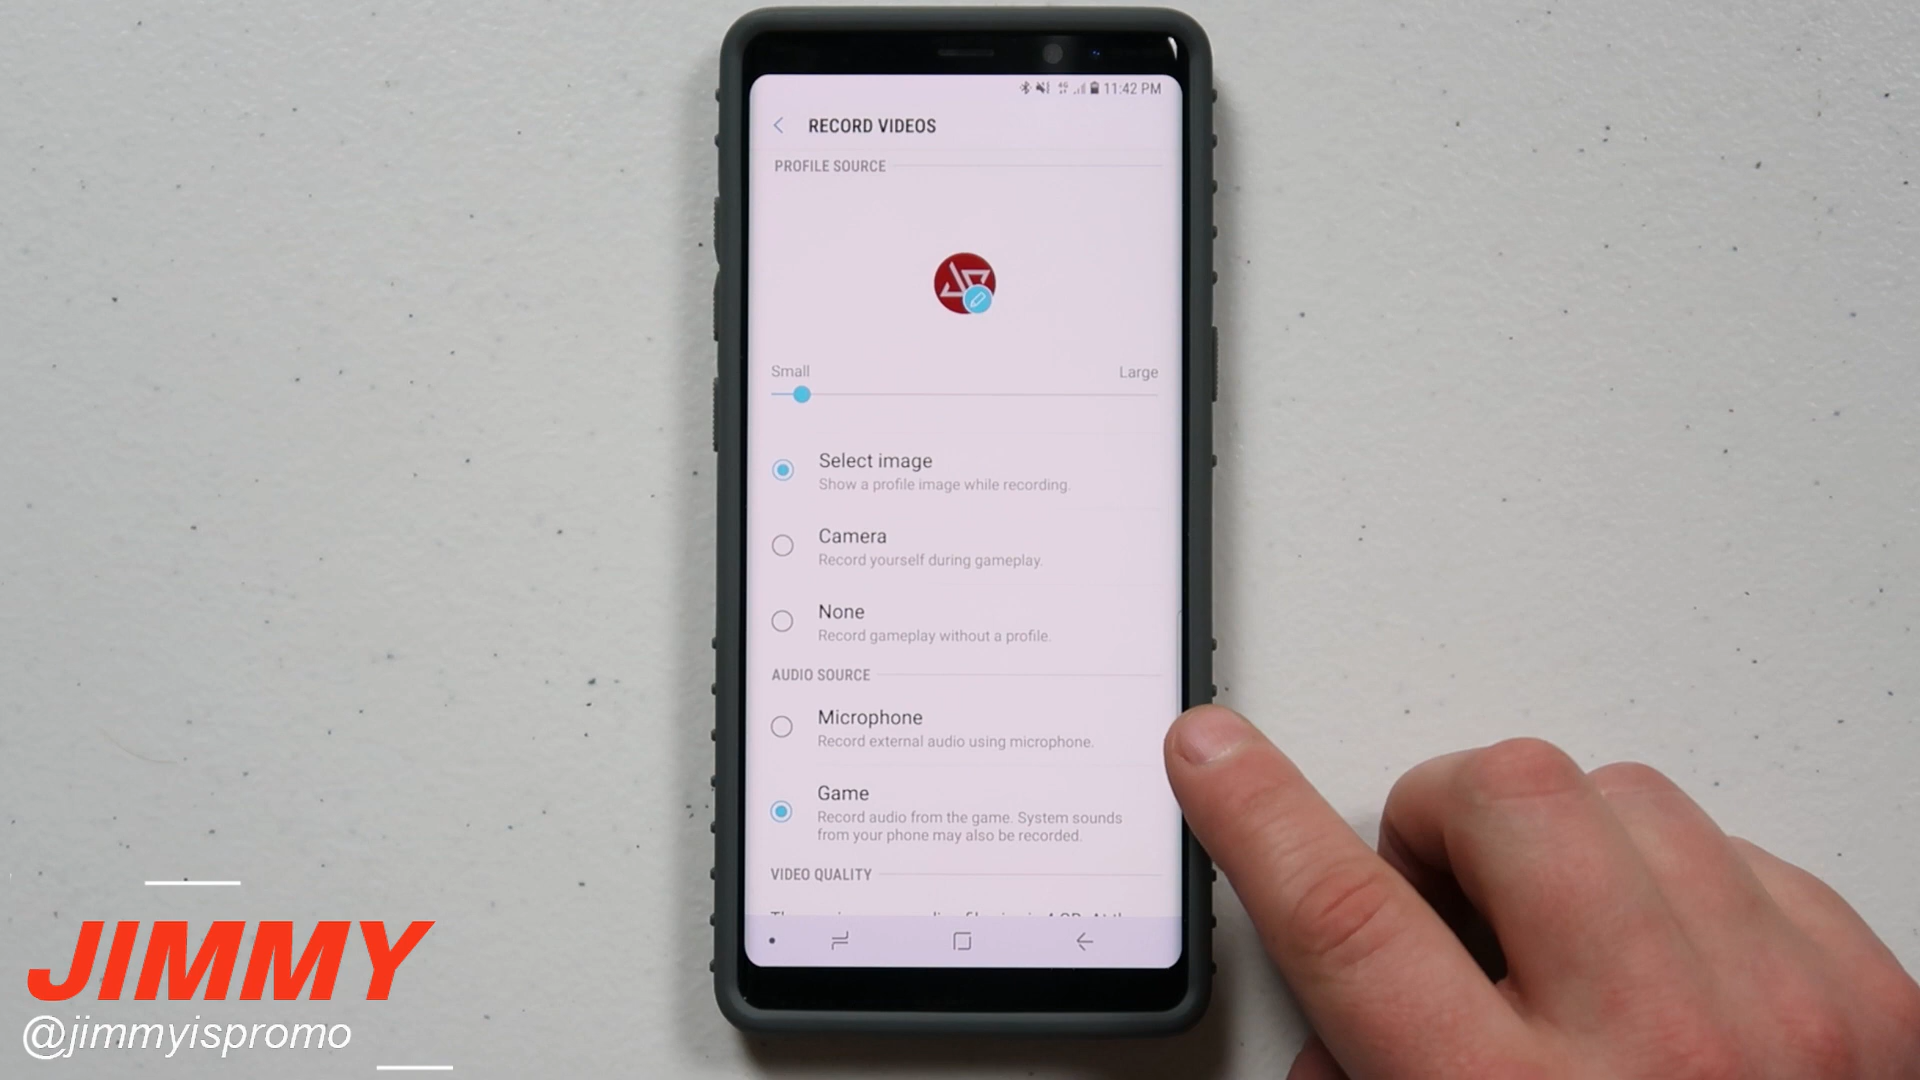 11:42 PM
RECORD VIDEOS
PROFILE SOURCE
Small
Large
Select image
Show a profile image while recording.
Camera
Record yourself during gameplay.
None
Record gameplay without a profile.
AUDIO SOURCE
Microphone
Record external audio using microphone.
Game
Record audio from the game. System sounds
from your phone may also be recorded.
VIDEO QUALITY
JIMMY
@jimmyispromo